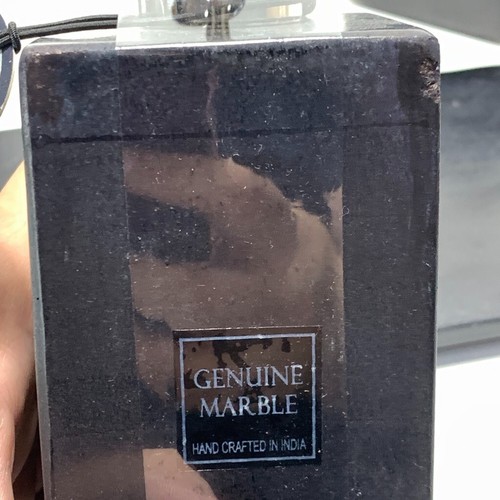 GENUINE
MARBLE
HAND CRAFTED IN INDIA